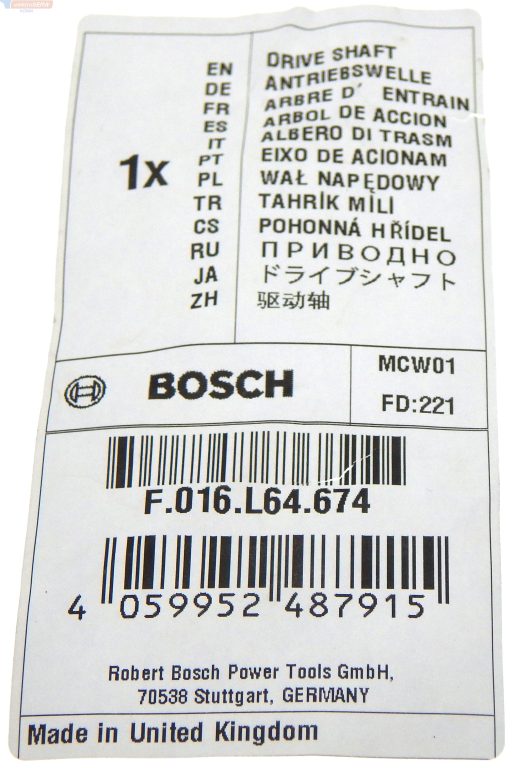 EN DRIVE SHAFT
DE ANTRIEBSWELLE
FR ARBRE D' ENTRAIN
ES ARBOL DE ACCION
IT ALBERO DI TRASM
1x
PT EIXO DE ACIONAM
PL WAŁ NAPĘDOWY
TR TAHRİK MİLİ
CS POHONNÁ HŘÍDEL
RU ПРИВОДНО
JA ドライブシャフト
ZH 驱动轴
BOSCH
MCW01
FD:221
F.016.L64.674
4 059952 487915
Robert Bosch Power Tools GmbH,
70538 Stuttgart, GERMANY
Made in United Kingdom